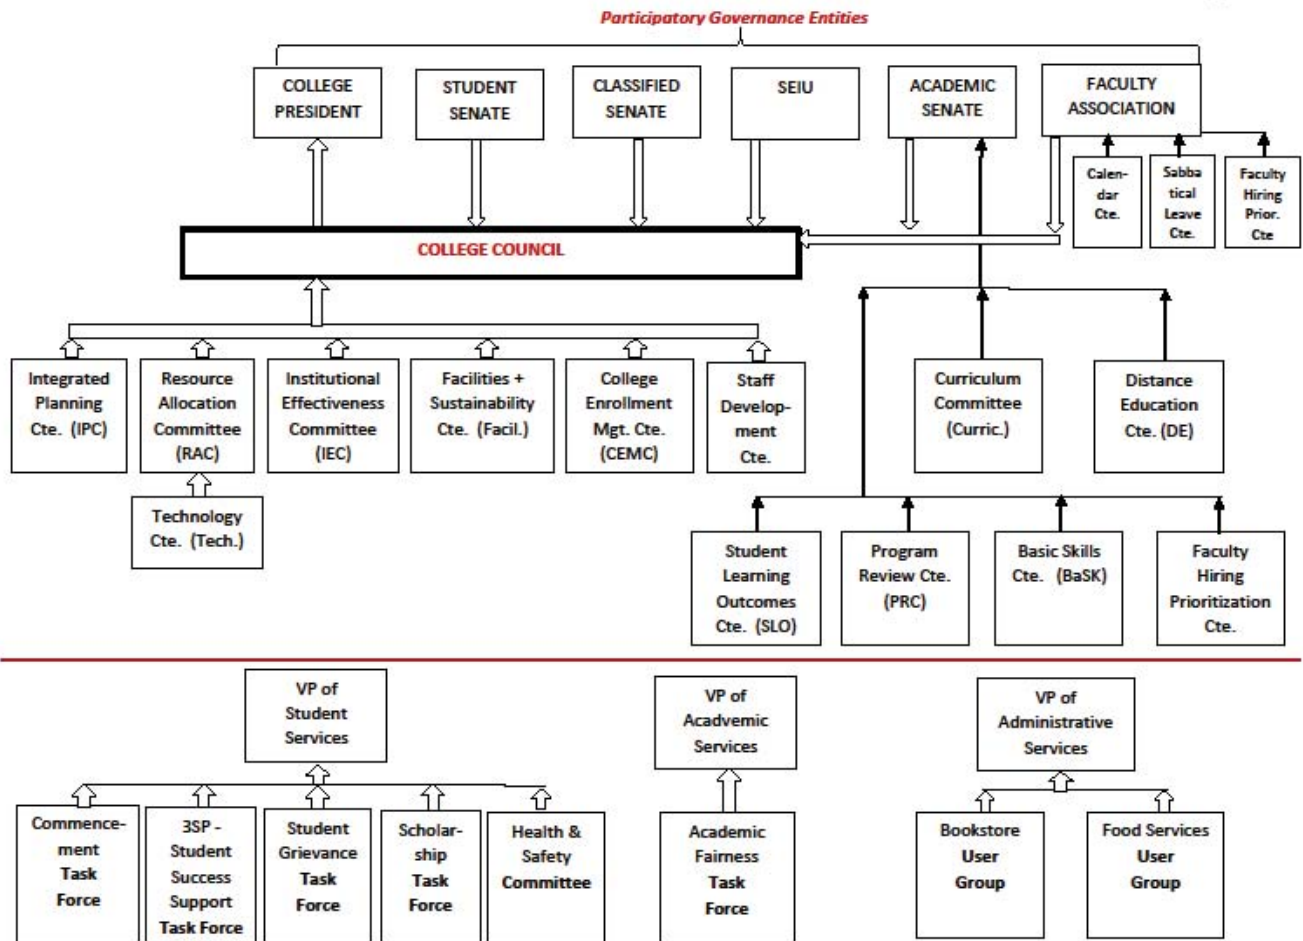 Participatory Governance Entities
COLLEGE
PRESIDENT
STUDENT
SENATE
CLASSIFIED
SENATE
SEIU
ACADEMIC
SENATE
FACULTY
ASSOCIATION
Calen-
dar
Cte.
Sabba
tical
Leave
Cte.
Faculty
Hiring
Prior.
Cte
COLLEGE COUNCIL
Integrated
Planning
Cte. (IPC)
Resource
Allocation
Committee
(RAC)
Institutional
Effectiveness
Committee
(IEC)
Facilities +
Sustainability
Cte. (Facil.)
College
Enrollment
Mgt. Cte.
(CEMC)
Staff
Develop-
ment
Cte.
Curriculum
Committee
(Curric.)
Distance
Education
Cte. (DE)
Technology
Cte. (Tech.)
Student
Learning
Outcomes
Cte. (SLO)
Program
Review Cte.
(PRC)
Basic Skills
Cte. (BaSK)
Faculty
Hiring
Prioritization
Cte.
VP of
Student
Services
VP of
Acadvemic
Services
VP of
Administrative
Services
Commence-
ment
Task
Force
3SP -
Student
Success
Support
Task Force
Student
Grievance
Task
Force
Scholar-
ship
Task
Force
Health &
Safety
Committee
Academic
Fairness
Task
Force
Bookstore
User
Group
Food Services
User
Group